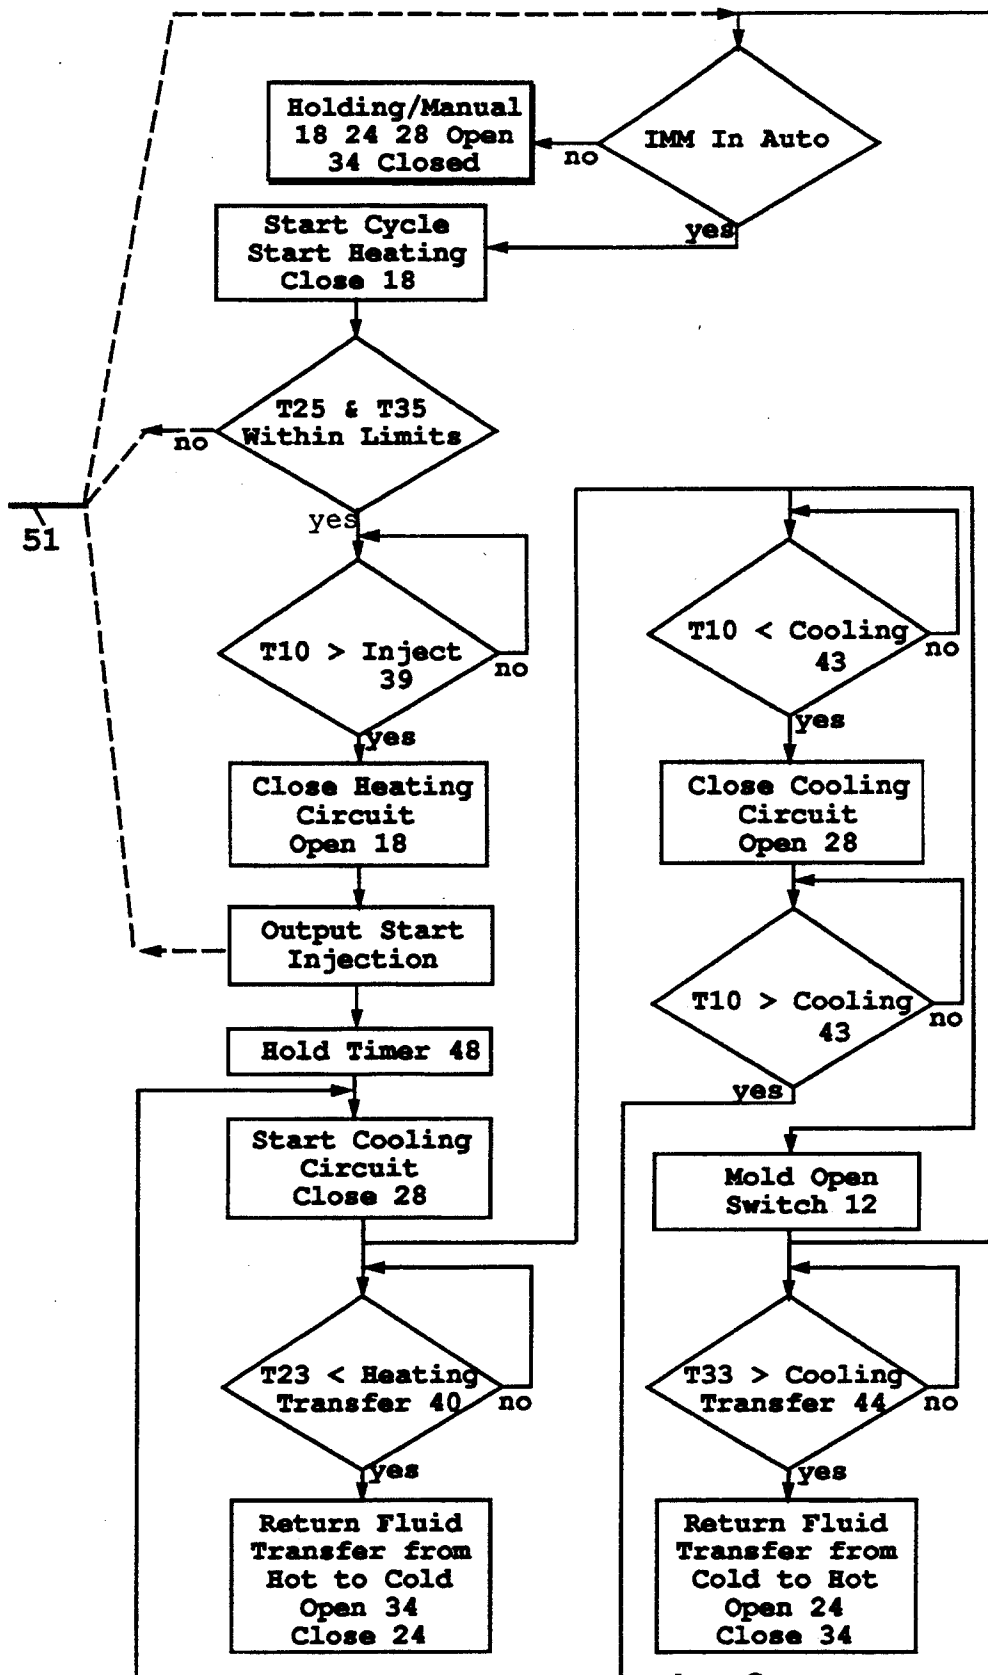 IMM In Auto
no
yes
Holding/Manual
18 24 28 Open
34 Closed
Start Cycle
Start Heating
Close 18
T25 & T35
Within Limits
no
yes
51
T10 > Inject
39
no
yes
Close Heating
Circuit
Open 18
Output Start
Injection
Hold Timer 48
Start Cooling
Circuit
Close 28
T23 < Heating
Transfer 40
no
yes
Return Fluid
Transfer from
Hot to Cold
Open 34
Close 24
T10 < Cooling
43
no
yes
Close Cooling
Circuit
Open 28
T10 > Cooling
43
no
yes
Mold Open
Switch 12
T33 > Cooling
Transfer 44
no
yes
Return Fluid
Transfer from
Cold to Hot
Open 24
Close 34